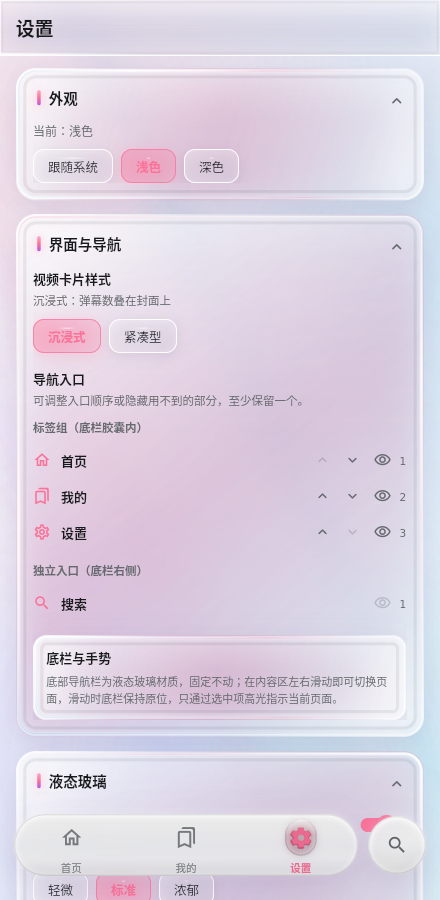 设置
外观
当前：浅色
跟随系统
浅色
深色
界面与导航
视频卡片样式
沉浸式：弹幕数叠在封面上
沉浸式
紧凑型
导航入口
可调整入口顺序或隐藏用不到的部分，至少保留一个。
标签组（底栏胶囊内）
首页
1
我的
2
设置
3
独立入口（底栏右侧）
搜索
1
底栏与手势
底部导航栏为液态玻璃材质，固定不动；在内容区左右滑动即可切换页
面，滑动时底栏保持原位，只通过选中项高光指示当前页面。
液态玻璃
首页
我的
设置
轻微
标准
浓郁